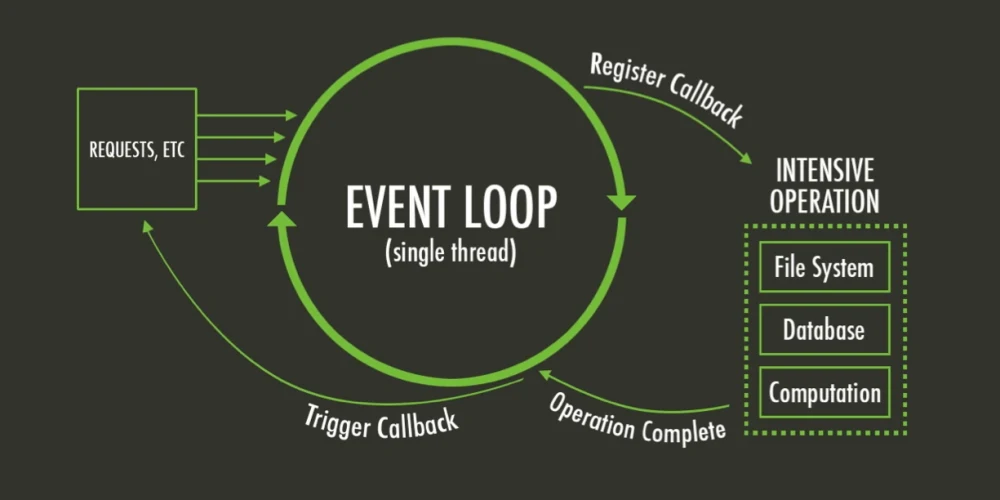 REQUESTS, ETC
EVENT LOOP
(single thread)
Register Callback
INTENSIVE
OPERATION
File System
Database
Computation
Operation Complete
Trigger Callback